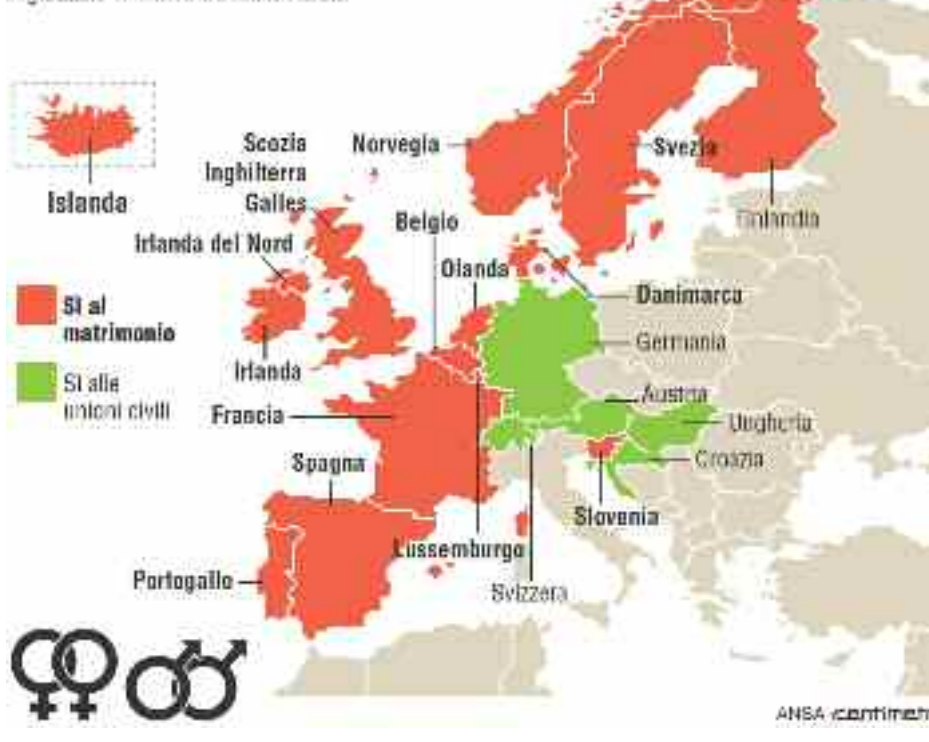 Islanda
Scozia
Inghilterra
Galles
Irlanda del Nord
Norvegia
Svezia
Finlandia
Belgio
Olanda
Danimarca
Germania
Sì al
matrimonio
Sì alle
unioni civili
Irlanda
Francia
Austria
Ungheria
Croazia
Spagna
Slovenia
Lussemburgo
Svizzera
Portogallo
ANSA